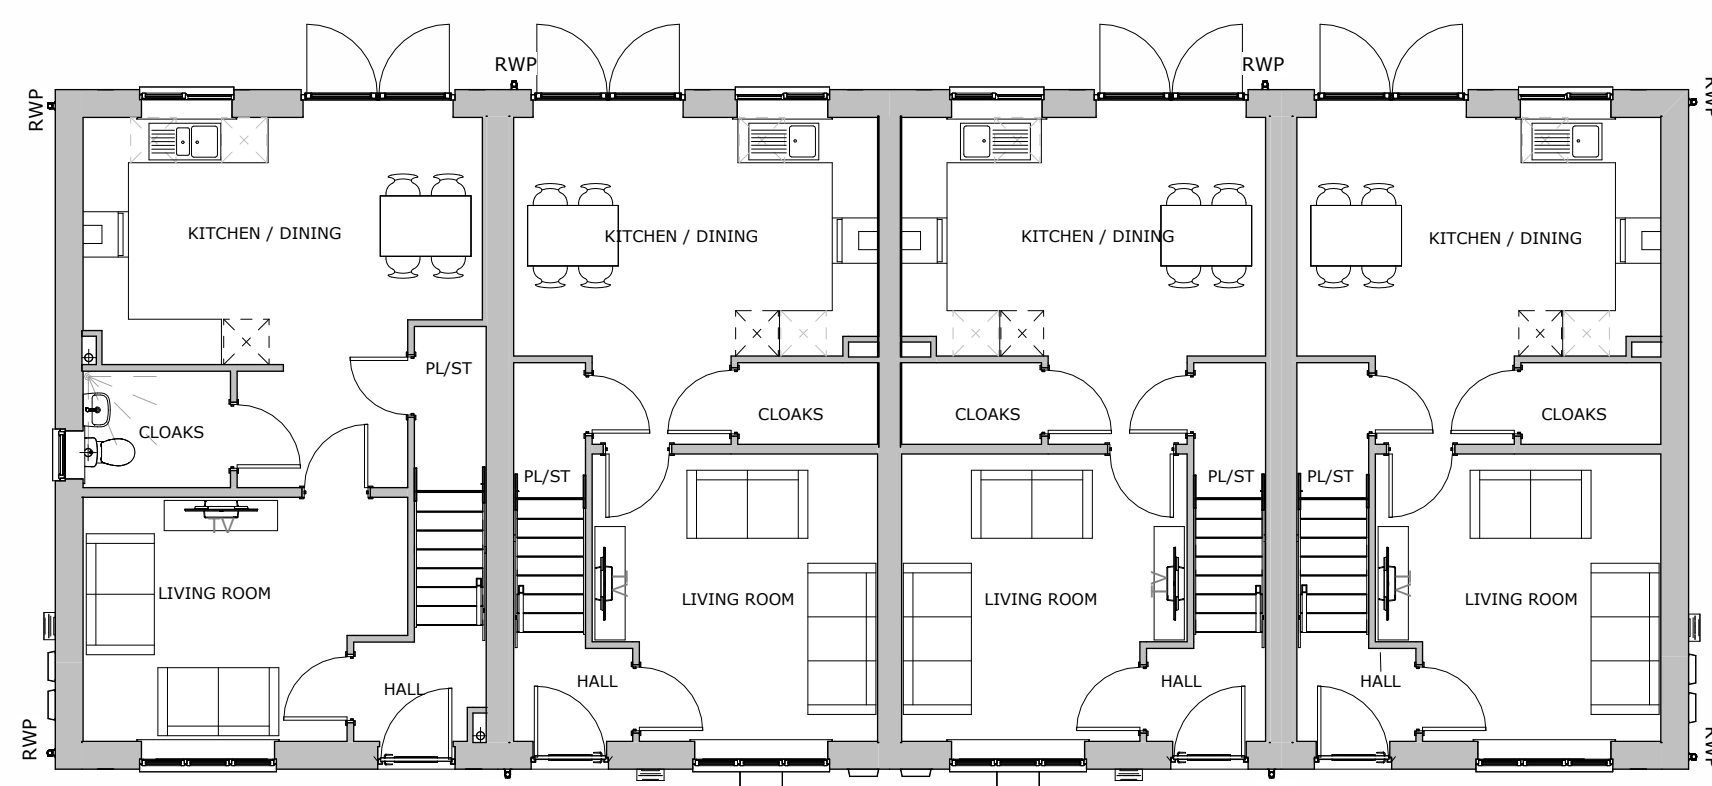 RWP
RWP
RWP
RWP
KITCHEN / DINING
KITCHEN / DINING
KITCHEN / DINING
KITCHEN / DINING
PL/ST
CLOAKS
CLOAKS
CLOAKS
CLOAKS
PL/ST
PL/ST
PL/ST
TV
TV
TV
TV
LIVING ROOM
LIVING ROOM
LIVING ROOM
LIVING ROOM
HALL
HALL
HALL
HALL
RWP
RWP